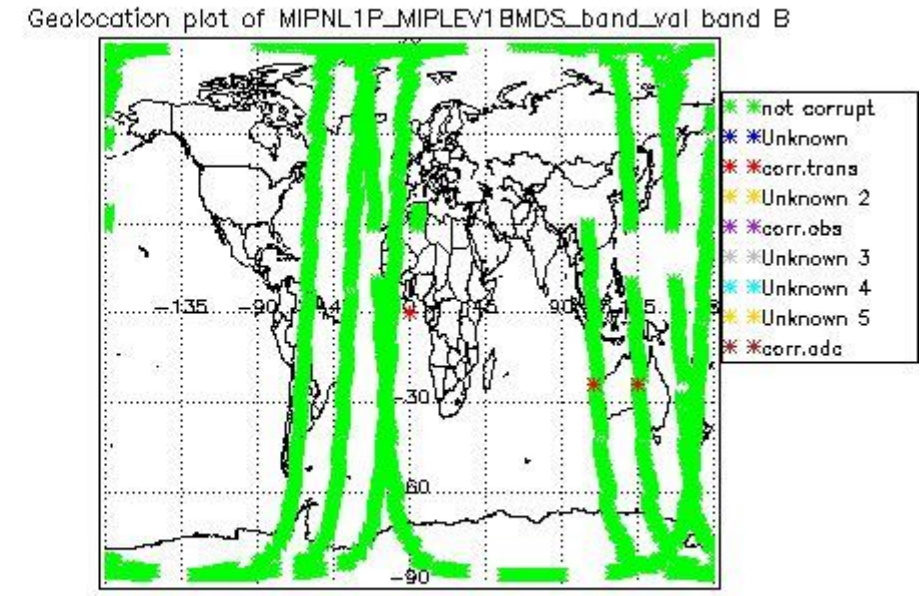 Geolocation plot of MIPNL1P_MIPLEV1BMDS_band_val band B
not corrupt
Unknown
corr.trans
Unknown 2
corr.obs
Unknown 3
Unknown 4
Unknown 5
corr.adc
-135 -90
90
-30
-90